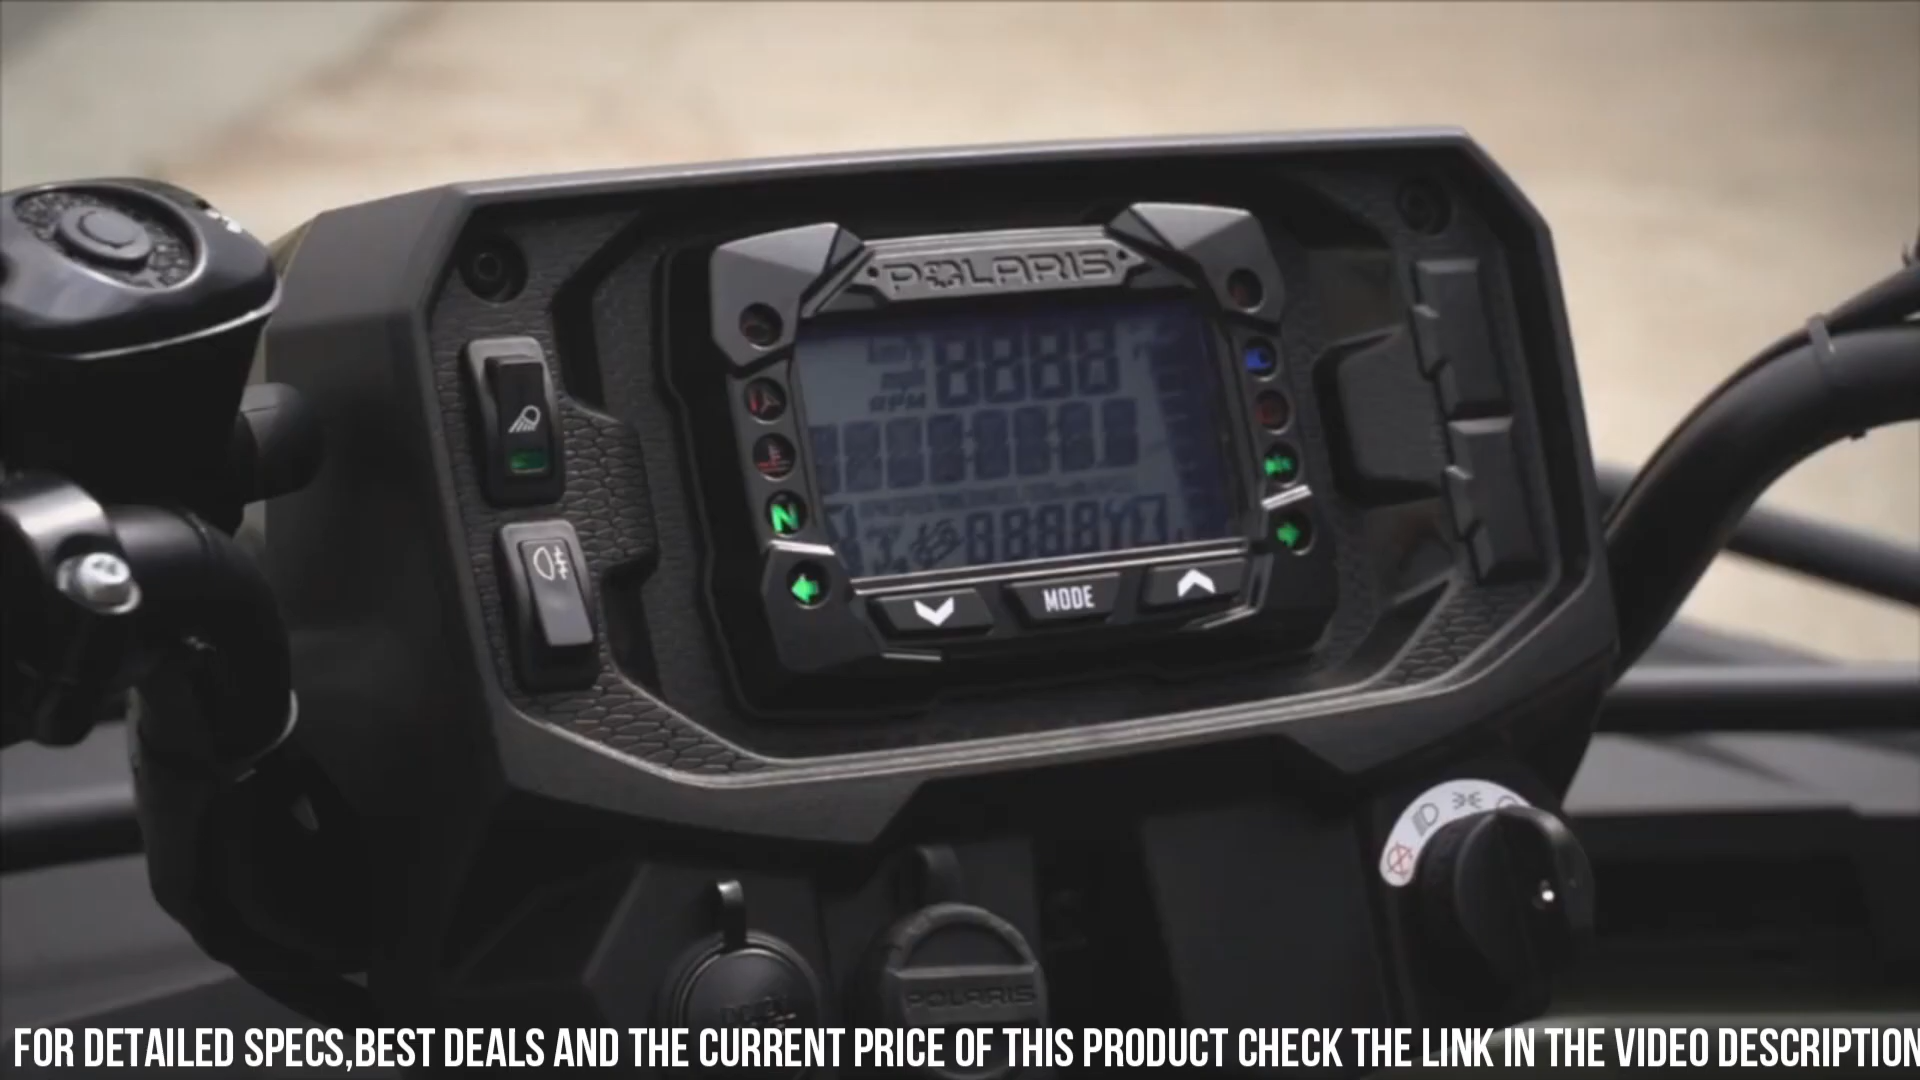 POLARIS
8888
RPM
N
MODE
POLARIS
FOR DETAILED SPECS,BEST DEALS AND THE CURRENT PRICE OF THIS PRODUCT CHECK THE LINK IN THE VIDEO DESCRIPTION